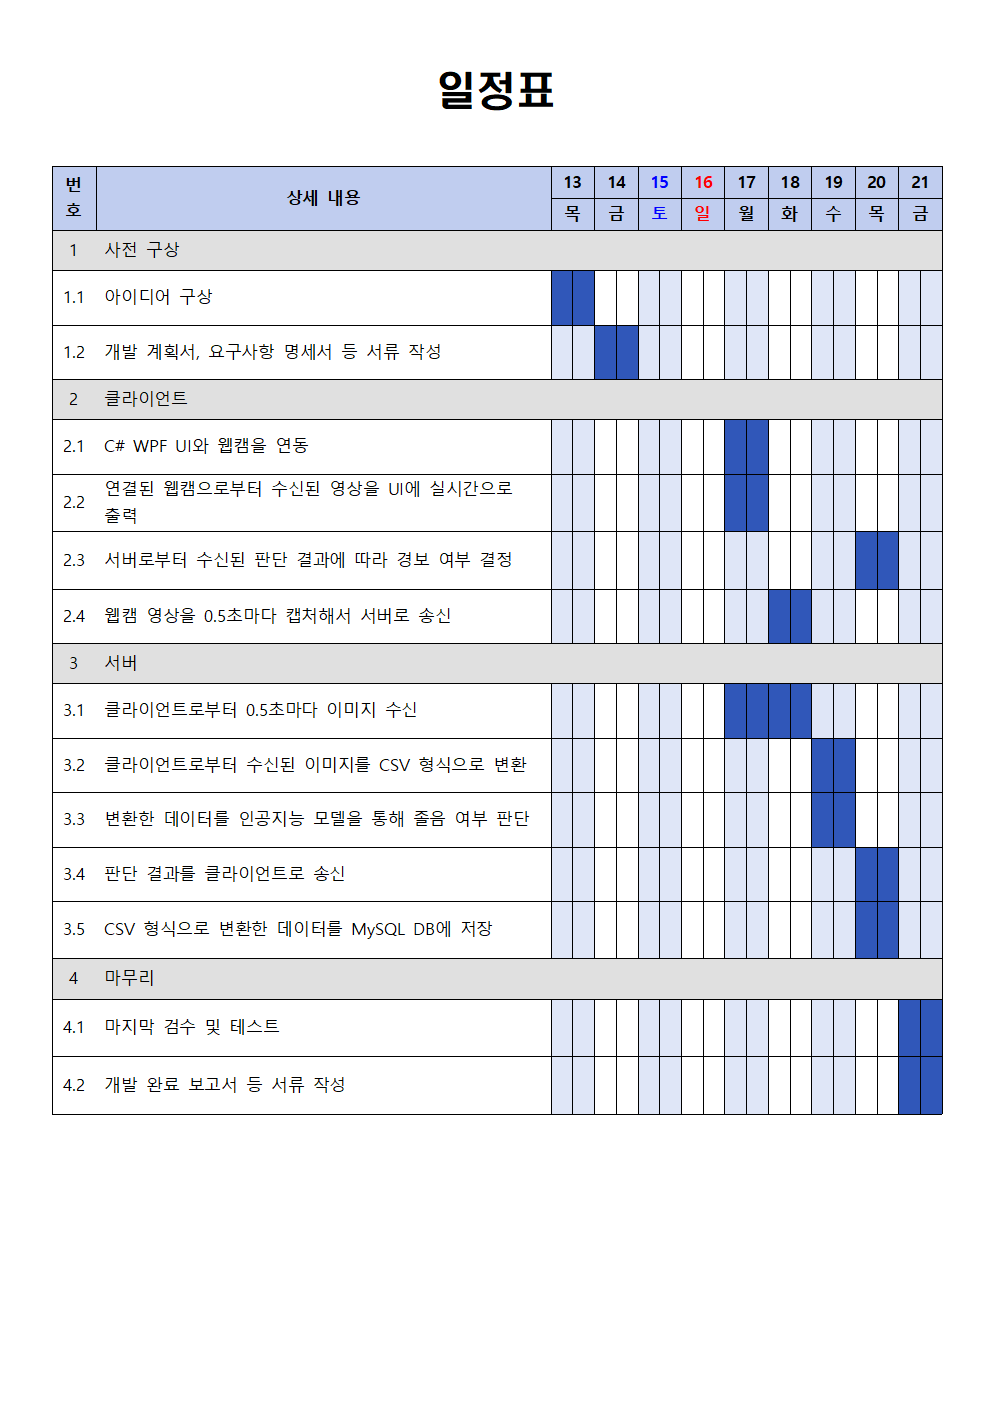 일정표
번호 상세 내용 13 14 15 16 17 18 19 20 21
목 금 토 일 월 화 수 목 금
1 사전 구상
1.1 아이디어 구상
1.2 개발 계획서, 요구사항 명세서 등 서류 작성
2 클라이언트
2.1 C# WPF UI와 웹캠을 연동
2.2 연결된 웹캠으로부터 수신된 영상을 UI에 실시간으로
출력
2.3 서버로부터 수신된 판단 결과에 따라 경보 여부 결정
2.4 웹캠 영상을 0.5초마다 캡처해서 서버로 송신
3 서버
3.1 클라이언트로부터 0.5초마다 이미지 수신
3.2 클라이언트로부터 수신된 이미지를 CSV 형식으로 변환
3.3 변환한 데이터를 인공지능 모델을 통해 졸음 여부 판단
3.4 판단 결과를 클라이언트로 송신
3.5 CSV 형식으로 변환한 데이터를 MySQL DB에 저장
4 마무리
4.1 마지막 검수 및 테스트
4.2 개발 완료 보고서 등 서류 작성